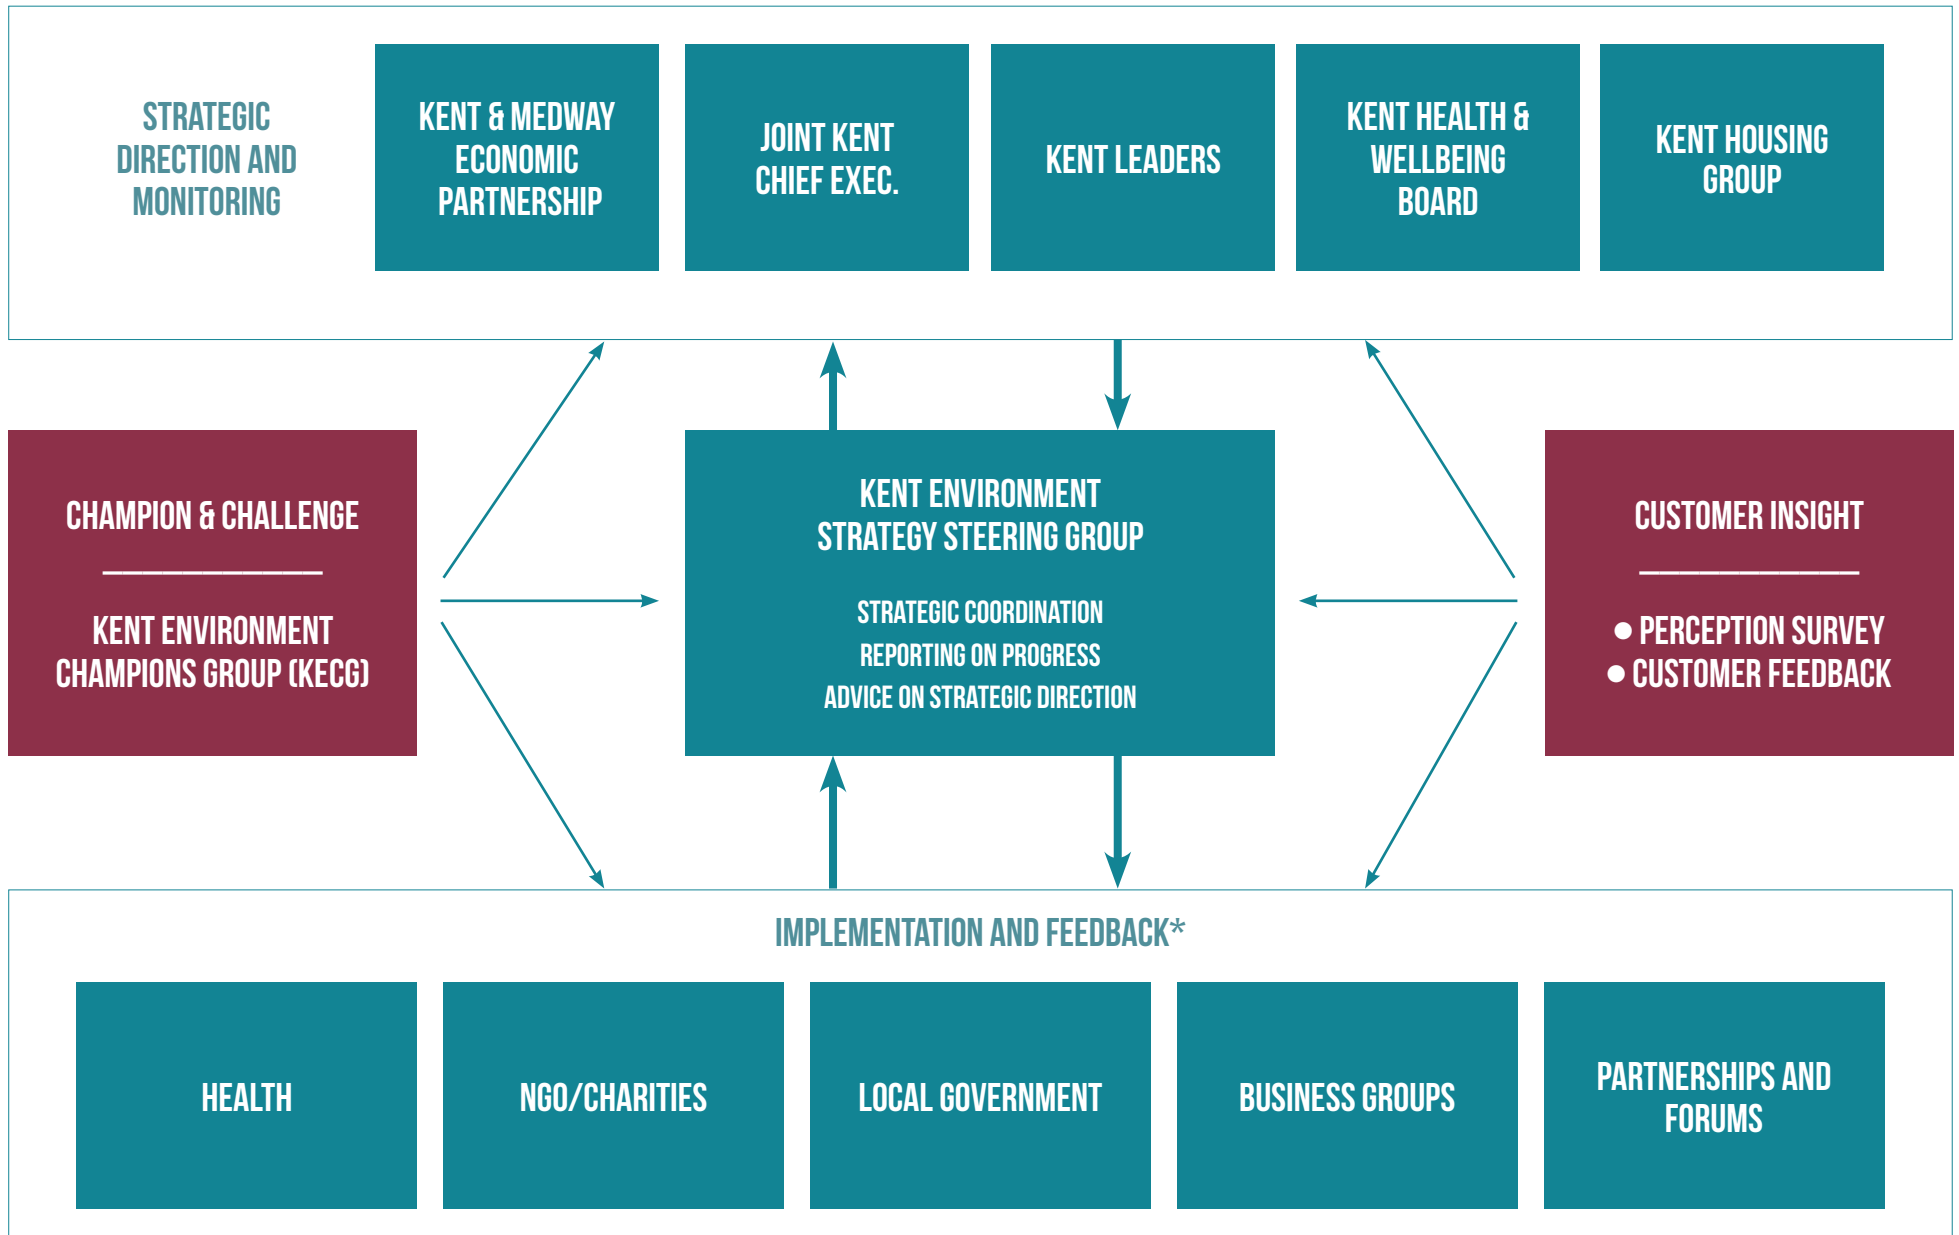 STRATEGIC
DIRECTION AND
MONITORING
KENT & MEDWAY
ECONOMIC
PARTNERSHIP
JOINT KENT
CHIEF EXEC.
KENT LEADERS
KENT HEALTH &
WELLBEING
BOARD
KENT HOUSING
GROUP
CHAMPION & CHALLENGE
KENT ENVIRONMENT
CHAMPIONS GROUP (KECG)
KENT ENVIRONMENT
STRATEGY STEERING GROUP
STRATEGIC COORDINATION
REPORTING ON PROGRESS
ADVICE ON STRATEGIC DIRECTION
CUSTOMER INSIGHT
● PERCEPTION SURVEY
● CUSTOMER FEEDBACK
IMPLEMENTATION AND FEEDBACK*
HEALTH
NGO/CHARITIES
LOCAL GOVERNMENT
BUSINESS GROUPS
PARTNERSHIPS AND
FORUMS